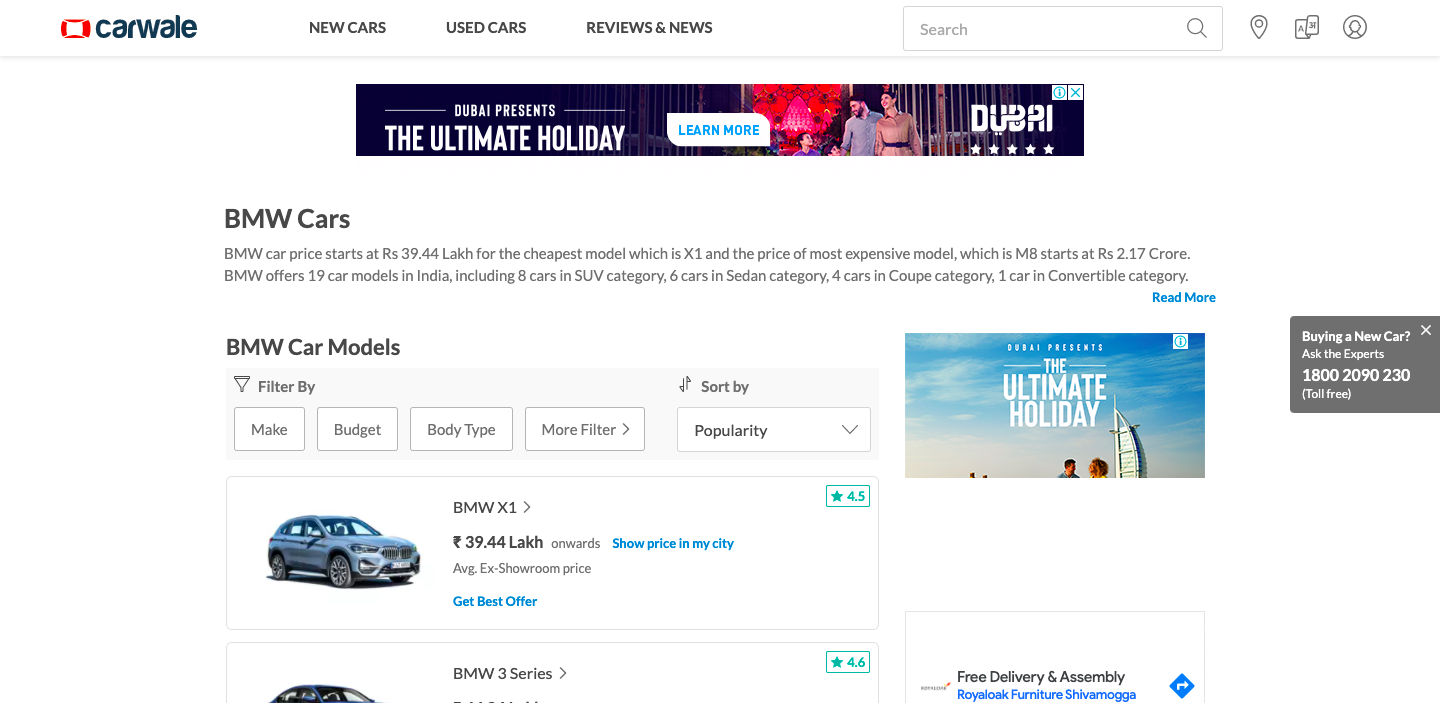 carwale
NEW CARS
USED CARS
REVIEWS & NEWS
Search
DUBAI PRESENTS
THE ULTIMATE HOLIDAY
LEARN MORE
DUBAI
BMW Cars
BMW car price starts at Rs 39.44 Lakh for the cheapest model which is X1 and the price of most expensive model, which is M8 starts at Rs 2.17 Crore.
BMW offers 19 car models in India, including 8 cars in SUV category, 6 cars in Sedan category, 4 cars in Coupe category, 1 car in Convertible category.
Read More
Buying a New Car?
Ask the Experts
1800 2090 230
(Toll free)
BMW Car Models
Filter By
Sort by
Make
Budget
Body Type
More Filter
Popularity
DUBAI PRESENTS
THE
ULTIMATE
HOLIDAY
BMW X1
4.5
₹ 39.44 Lakh onwards Show price in my city
Avg. Ex-Showroom price
Get Best Offer
BMW 3 Series
4.6
ROYALOAK
Free Delivery & Assembly
Royaloak Furniture Shivamogga